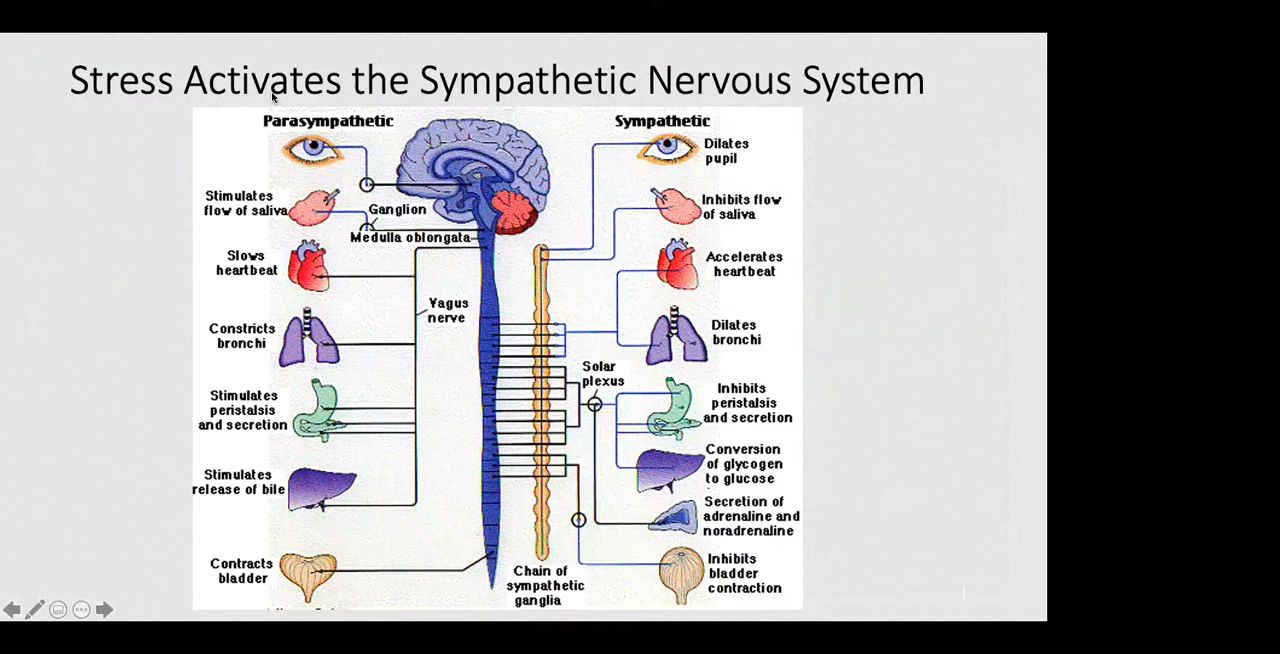 Stress Activates the Sympathetic Nervous System
Parasympathetic
Stimulates
flow of saliva
Slows
heartbeat
Constricts
bronchi
Stimulates
peristalsis
and secretion
Stimulates
release of bile
Contracts
bladder
Ganglion
Medulla oblongata
Vagus
nerve
Solar
plexus
Chain of
sympathetic
ganglia
Sympathetic
Dilates
pupil
Inhibits flow
of saliva
Accelerates
heartbeat
Dilates
bronchi
Inhibits
peristalsis
and secretion
Conversion
of glycogen
to glucose
Secretion of
adrenaline and
noradrenaline
Inhibits
bladder
contraction